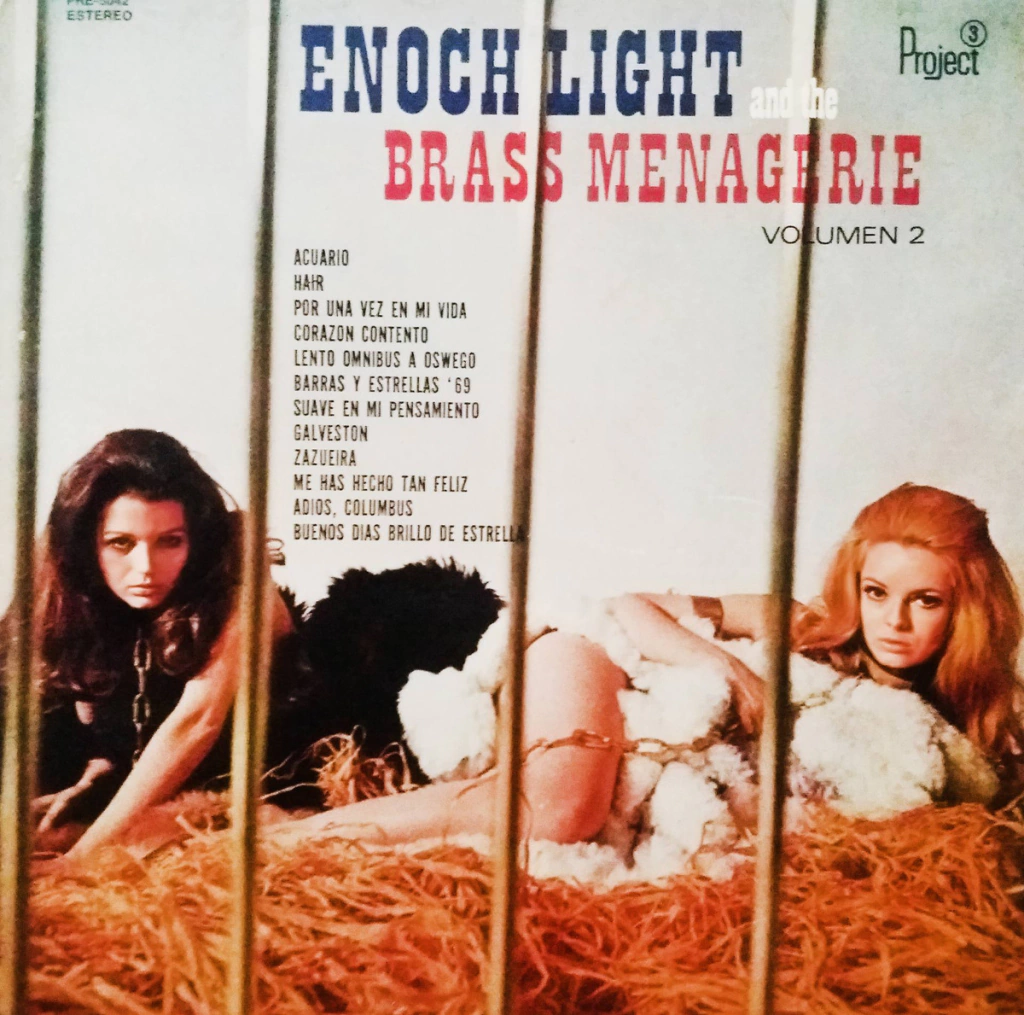 PRE-5042
ESTEREO
Project 3
ENOCH LIGHT and the
BRASS MENAGERIE
VOLUMEN 2
ACUARIO
HAIR
POR UNA VEZ EN MI VIDA
CORAZON CONTENTO
LENTO OMNIBUS A OSWEGO
BARRAS Y ESTRELLAS '69
SUAVE EN MI PENSAMIENTO
GALVESTON
ZAZUEIRA
ME HAS HECHO TAN FELIZ
ADIOS, COLUMBUS
BUENOS DIAS BRILLO DE ESTRELLA